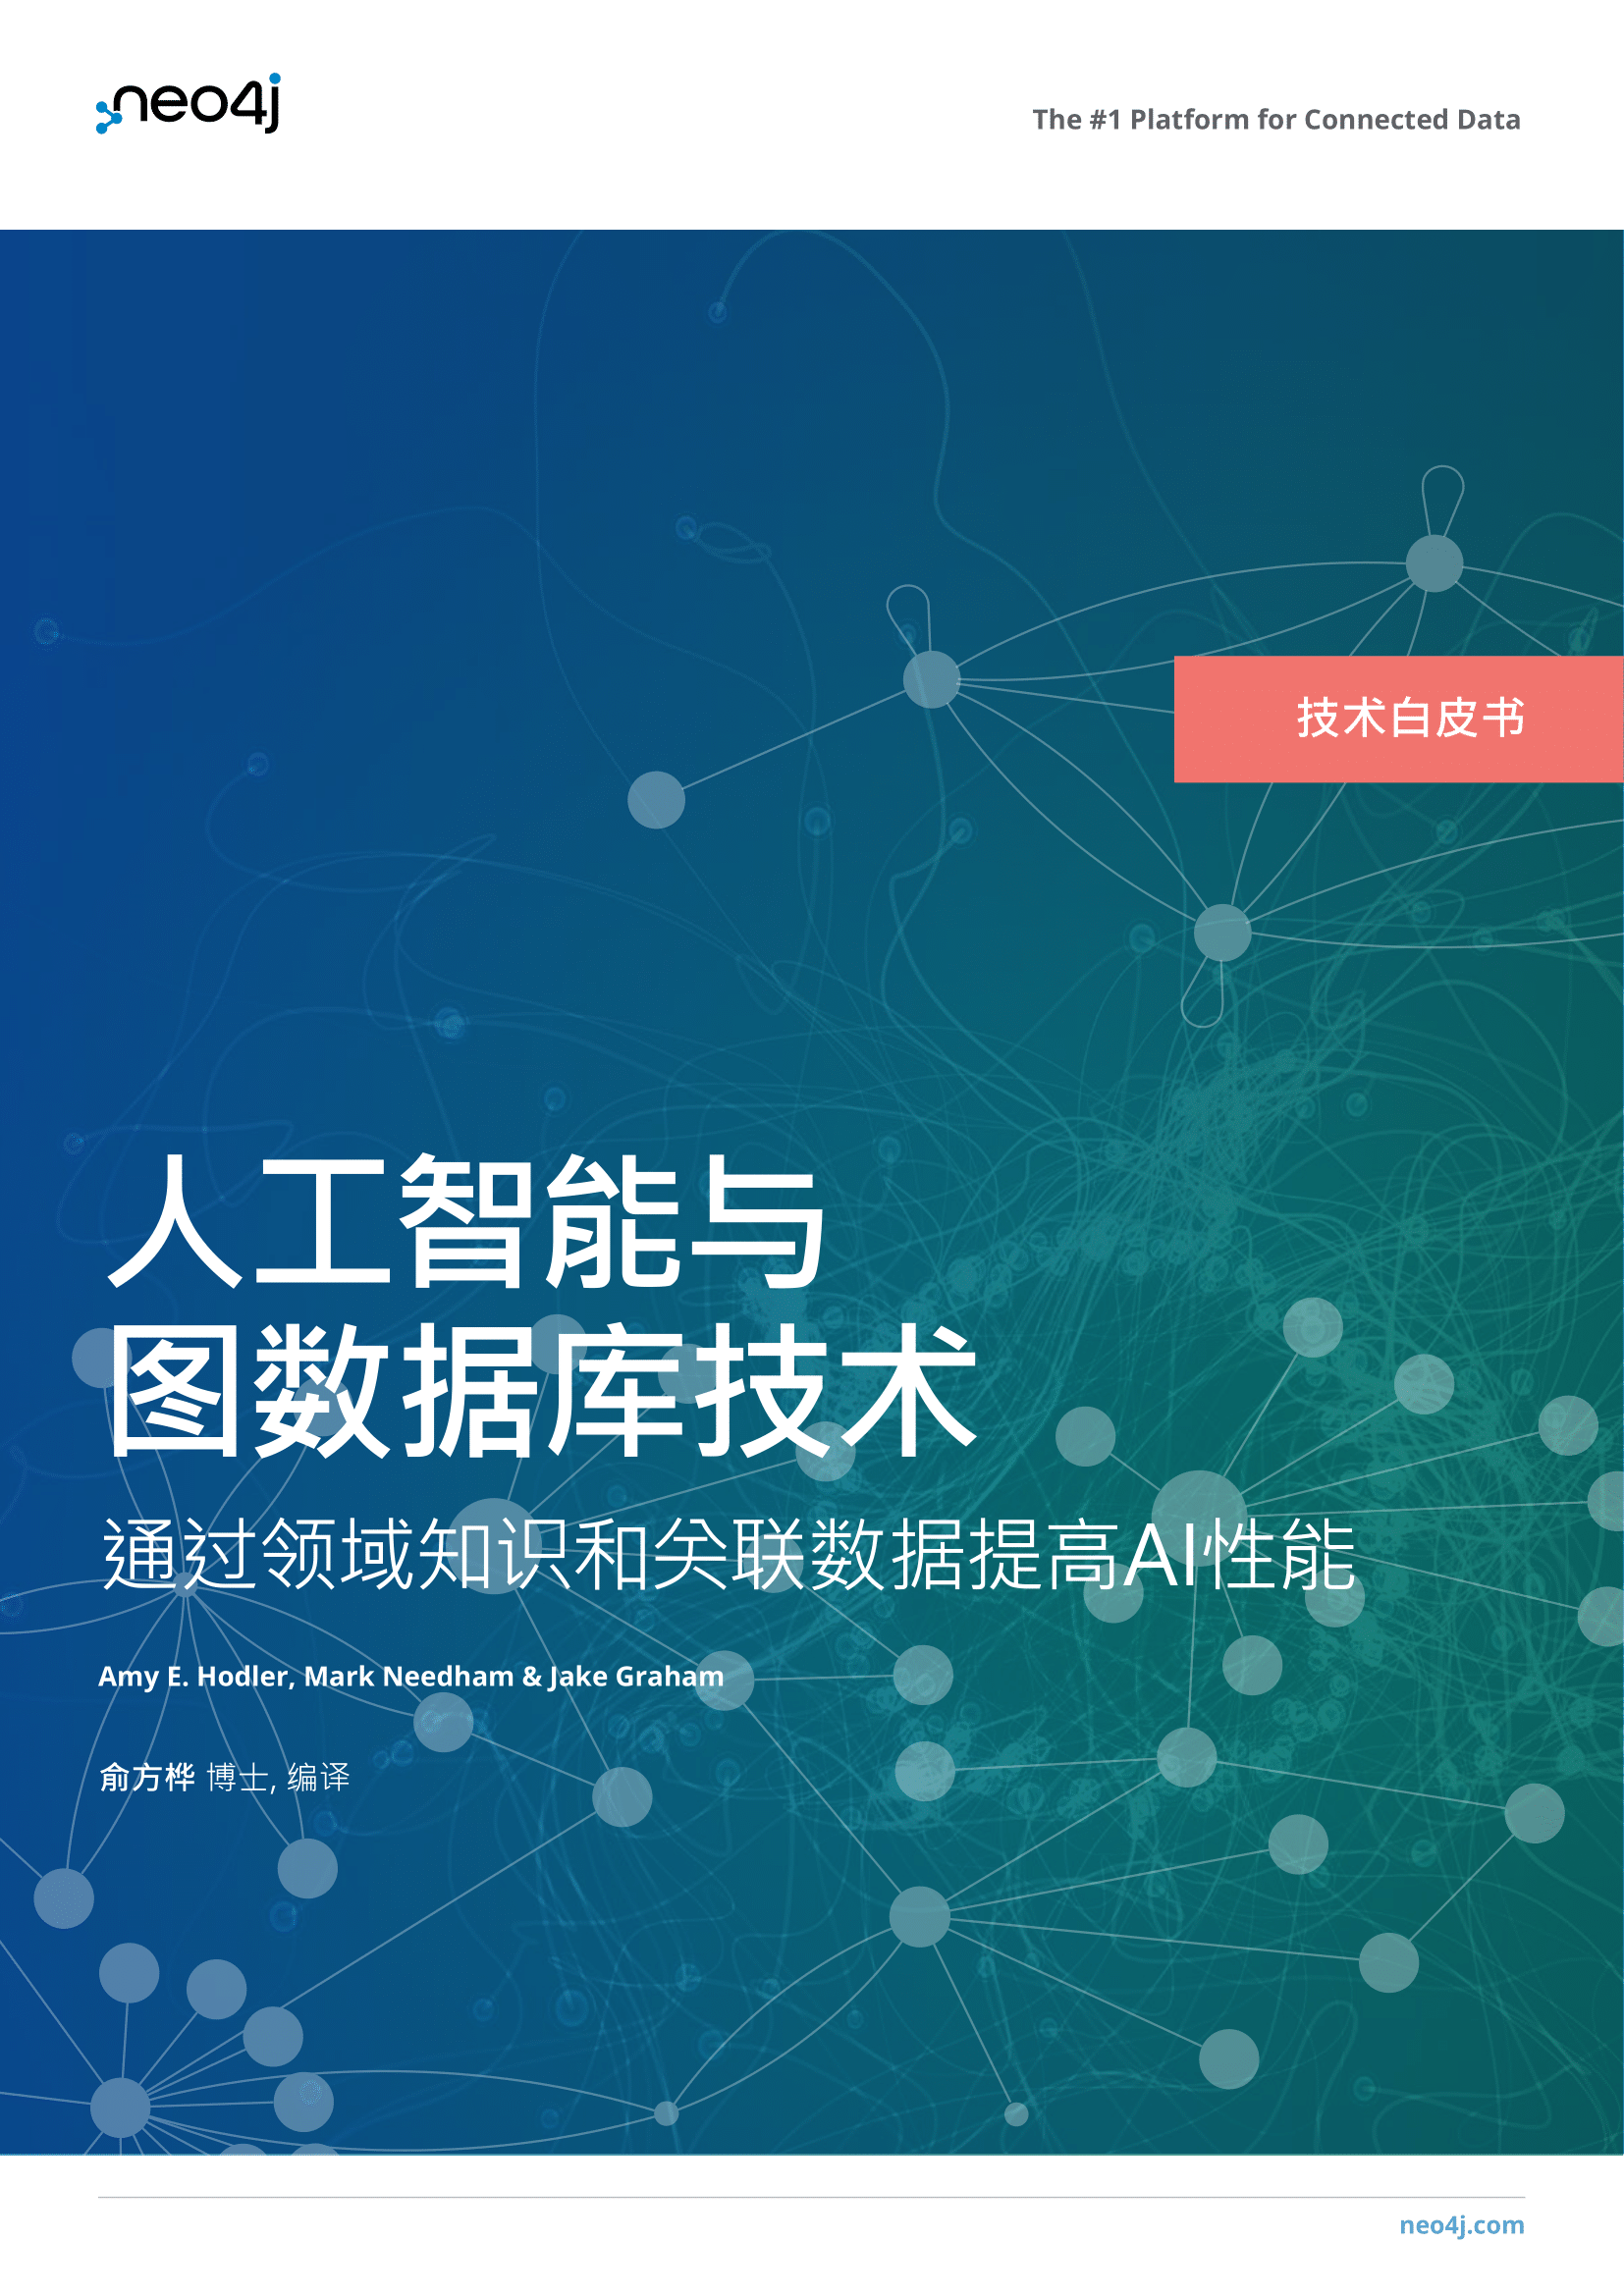 neo4j
The #1 Platform for Connected Data
技术白皮书
人工智能与
图数据库技术
通过领域知识和关联数据提高AI性能
Amy E. Hodler, Mark Needham & Jake Graham
俞方桦 博士, 编译
neo4j.com